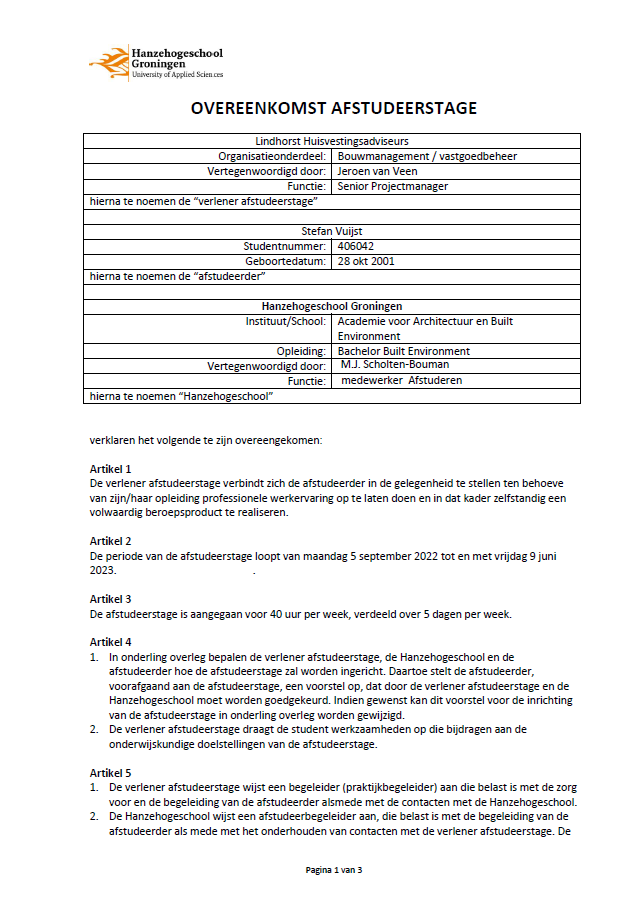 Hanzehogeschool
Groningen
University of Applied Sciences
OVEREENKOMST AFSTUDEERSTAGE
Lindhorst Huisvestingsadviseurs
Organisatieonderdeel: Bouwmanagement / vastgoedbeheer
Vertegenwoordigd door: Jeroen van Veen
Functie: Senior Projectmanager
hierna te noemen de “verlener afstudeerstage”
Stefan Vuijst
Studentnummer: 406042
Geboortedatum: 28 okt 2001
hierna te noemen de “afstudeerder”
Hanzehogeschool Groningen
Instituut/School: Academie voor Architectuur en Built
Environment
Opleiding: Bachelor Built Environment
Vertegenwoordigd door: M.J. Scholten-Bouman
Functie: medewerker Afstuderen
hierna te noemen “Hanzehogeschool”
verklaren het volgende te zijn overeengekomen:
Artikel 1
De verlener afstudeerstage verbindt zich de afstudeerder in de gelegenheid te stellen ten behoeve
van zijn/haar opleiding professionele werkervaring op te laten doen en in dat kader zelfstandig een
volwaardig beroepsproduct te realiseren.
Artikel 2
De periode van de afstudeerstage loopt van maandag 5 september 2022 tot en met vrijdag 9 juni
2023. .
Artikel 3
De afstudeerstage is aangegaan voor 40 uur per week, verdeeld over 5 dagen per week.
Artikel 4
1. In onderling overleg bepalen de verlener afstudeerstage, de Hanzehogeschool en de
afstudeerder hoe de afstudeerstage zal worden ingericht. Daartoe stelt de afstudeerder,
voorafgaand aan de afstudeerstage, een voorstel op, dat door de verlener afstudeerstage en de
Hanzehogeschool moet worden goedgekeurd. Indien gewenst kan dit voorstel voor de inrichting
van de afstudeerstage in onderling overleg worden gewijzigd.
2. De verlener afstudeerstage draagt de student werkzaamheden op die bijdragen aan de
onderwijskundige doelstellingen van de afstudeerstage.
Artikel 5
1. De verlener afstudeerstage wijst een begeleider (praktijkbegeleider) aan die belast is met de zorg
voor en de begeleiding van de afstudeerder alsmede met de contacten met de Hanzehogeschool.
2. De Hanzehogeschool wijst een afstudeerbegeleider aan, die belast is met de begeleiding van de
afstudeerder als mede met het onderhouden van contacten met de verlener afstudeerstage. De
Pagina 1 van 3